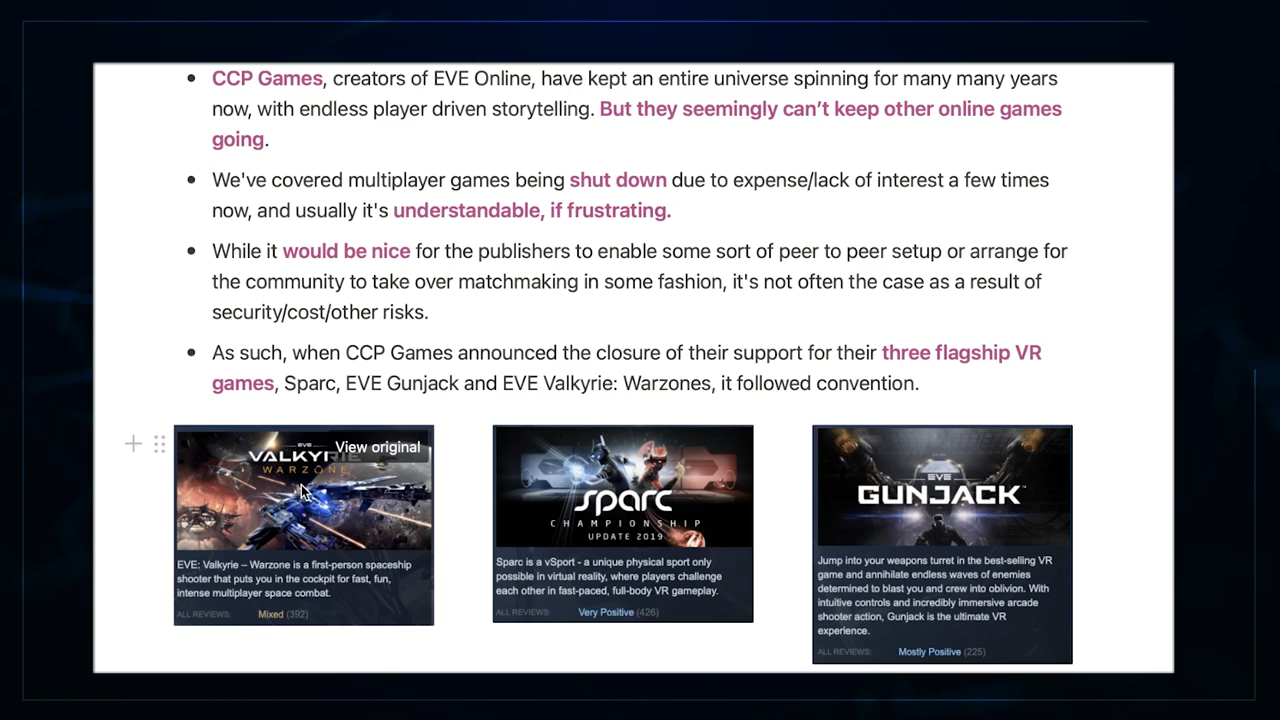 CCP Games, creators of EVE Online, have kept an entire universe spinning for many many years
now, with endless player driven storytelling. But they seemingly can’t keep other online games
going.
We've covered multiplayer games being shut down due to expense/lack of interest a few times
now, and usually it's understandable, if frustrating.
While it would be nice for the publishers to enable some sort of peer to peer setup or arrange for
the community to take over matchmaking in some fashion, it's not often the case as a result of
security/cost/other risks.
As such, when CCP Games announced the closure of their support for their three flagship VR
games, Sparc, EVE Gunjack and EVE Valkyrie: Warzones, it followed convention.
EVE
VALKYRIE
WARZONE
View original
EVE: Valkyrie – Warzone is a first-person spaceship
shooter that puts you in the cockpit for fast, fun,
intense multiplayer space combat.
ALL REVIEWS: Mixed (392)
sparc
CHAMPIONSHIP
UPDATE 2019
Sparc is a vSport - a unique physical sport only
possible in virtual reality, where players challenge
each other in fast-paced, full-body VR gameplay.
ALL REVIEWS: Very Positive (426)
EVE
GUNJACK™
Jump into your weapons turret in the best-selling VR
game and annihilate endless waves of enemies
determined to blast you and crew into oblivion. With
intuitive controls and incredibly immersive arcade
shooter action, Gunjack is the ultimate VR
experience.
ALL REVIEWS: Mostly Positive (225)